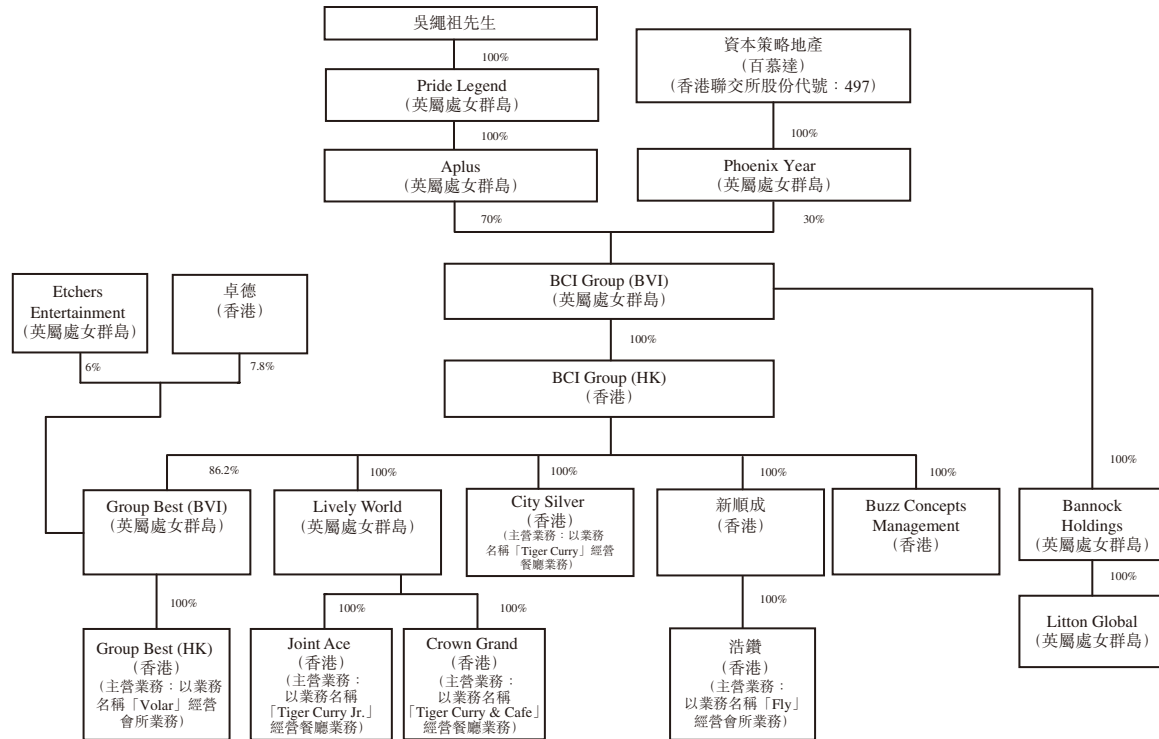 吳繩祖先生
100%
Pride Legend
(英屬處女群島)
100%
Aplus
(英屬處女群島)
70%
資本策略地產
(百慕達)
(香港聯交所股份代號：497)
100%
Phoenix Year
(英屬處女群島)
30%
BCI Group (BVI)
(英屬處女群島)
100%
BCI Group (HK)
(香港)
Etchers
Entertainment
(英屬處女群島)
6%
卓德
(香港)
7.8%
86.2%
Group Best (BVI)
(英屬處女群島)
100%
Group Best (HK)
(香港)
(主營業務：以業務
名稱「Volar」經營
會所業務)
100%
Lively World
(英屬處女群島)
100%
Joint Ace
(香港)
(主營業務：
以業務名稱
「Tiger Curry Jr.」
經營餐廳業務)
100%
Crown Grand
(香港)
(主營業務：
以業務名稱
「Tiger Curry & Cafe」
經營餐廳業務)
100%
City Silver
(香港)
(主營業務：以業務
名稱「Tiger Curry」經營
餐廳業務)
100%
新順成
(香港)
100%
浩鑽
(香港)
(主營業務：
以業務名稱「Fly」
經營會所業務)
100%
Buzz Concepts
Management
(香港)
100%
Bannock
Holdings
(英屬處女群島)
100%
Litton Global
(英屬處女群島)